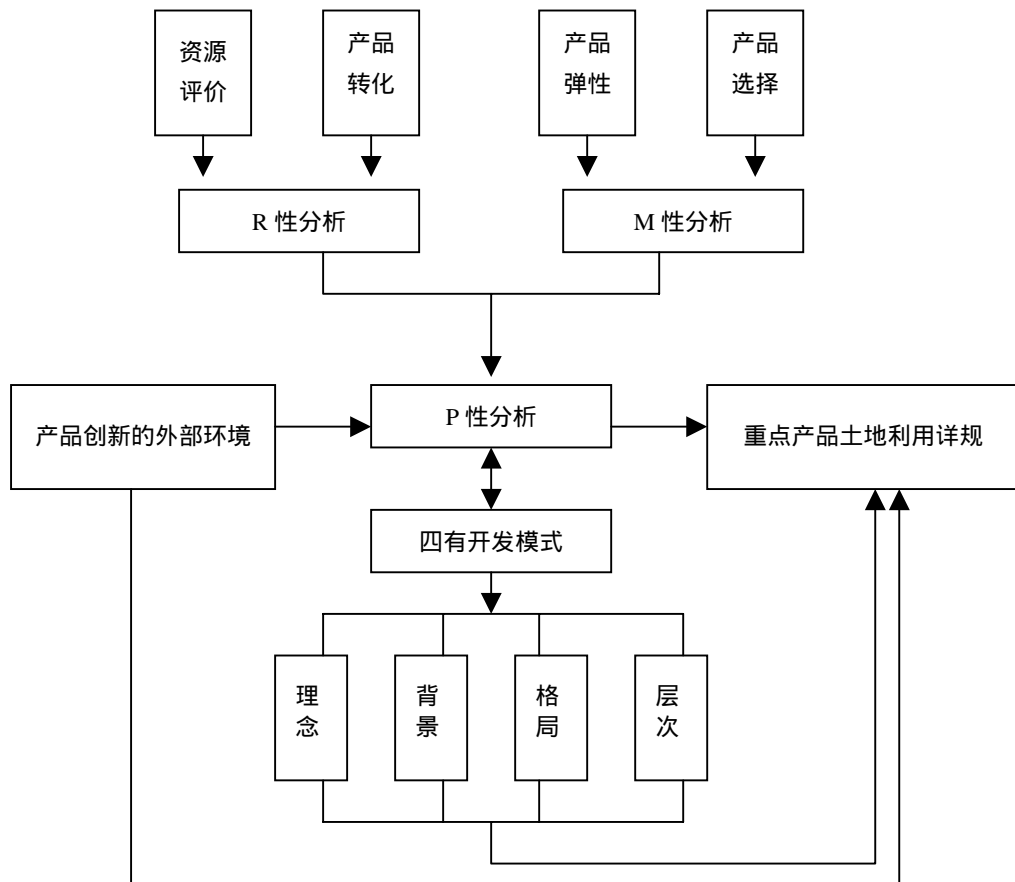 资源
评价
产品
转化
产品
弹性
产品
选择
R 性分析
M 性分析
产品创新的外部环境
P 性分析
重点产品土地利用详规
四有开发模式
理
念
背
景
格
局
层
次